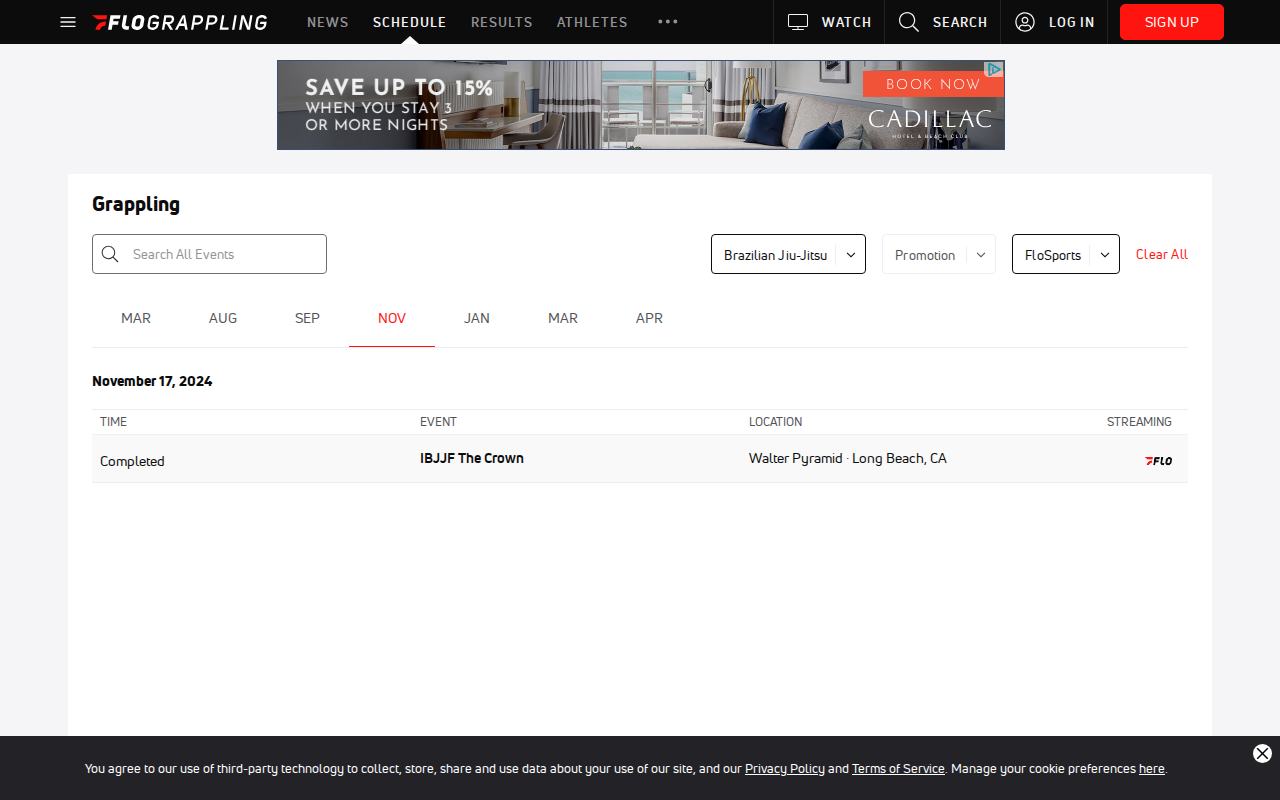 FLOGRAPPLING
NEWS
SCHEDULE
RESULTS
ATHLETES
WATCH
SEARCH
LOG IN
SIGN UP
SAVE UP TO 15%
WHEN YOU STAY 3
OR MORE NIGHTS
BOOK NOW
CADILLAC
HOTEL & BEACH CLUB
Grappling
Search All Events
Brazilian Jiu-Jitsu
Promotion
FloSports
Clear All
MAR
AUG
SEP
NOV
JAN
MAR
APR
November 17, 2024
TIME
EVENT
LOCATION
STREAMING
Completed
IBJJF The Crown
Walter Pyramid · Long Beach, CA
FLO
You agree to our use of third-party technology to collect, store, share and use data about your use of our site, and our Privacy Policy and Terms of Service. Manage your cookie preferences here.